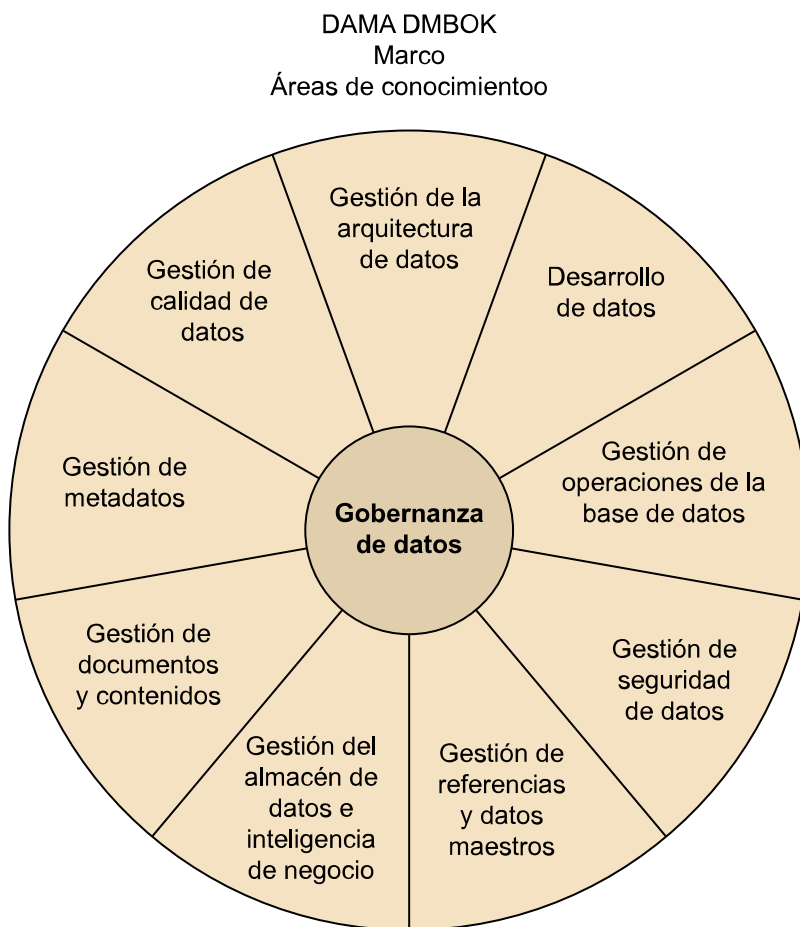 DAMA DMBOK
Marco
Áreas de conocimientoo
Gestión de la
arquitectura
de datos
Desarrollo
de datos
Gestión de
operaciones de la
base de datos
Gestión de
seguridad
de datos
Gestión de
referencias
y datos
maestros
Gestión del
almacén de
datos e
inteligencia
de negocio
Gestión de
documentos
y contenidos
Gestión de
metadatos
Gestión de
calidad de
datos
Gobernanza
de datos